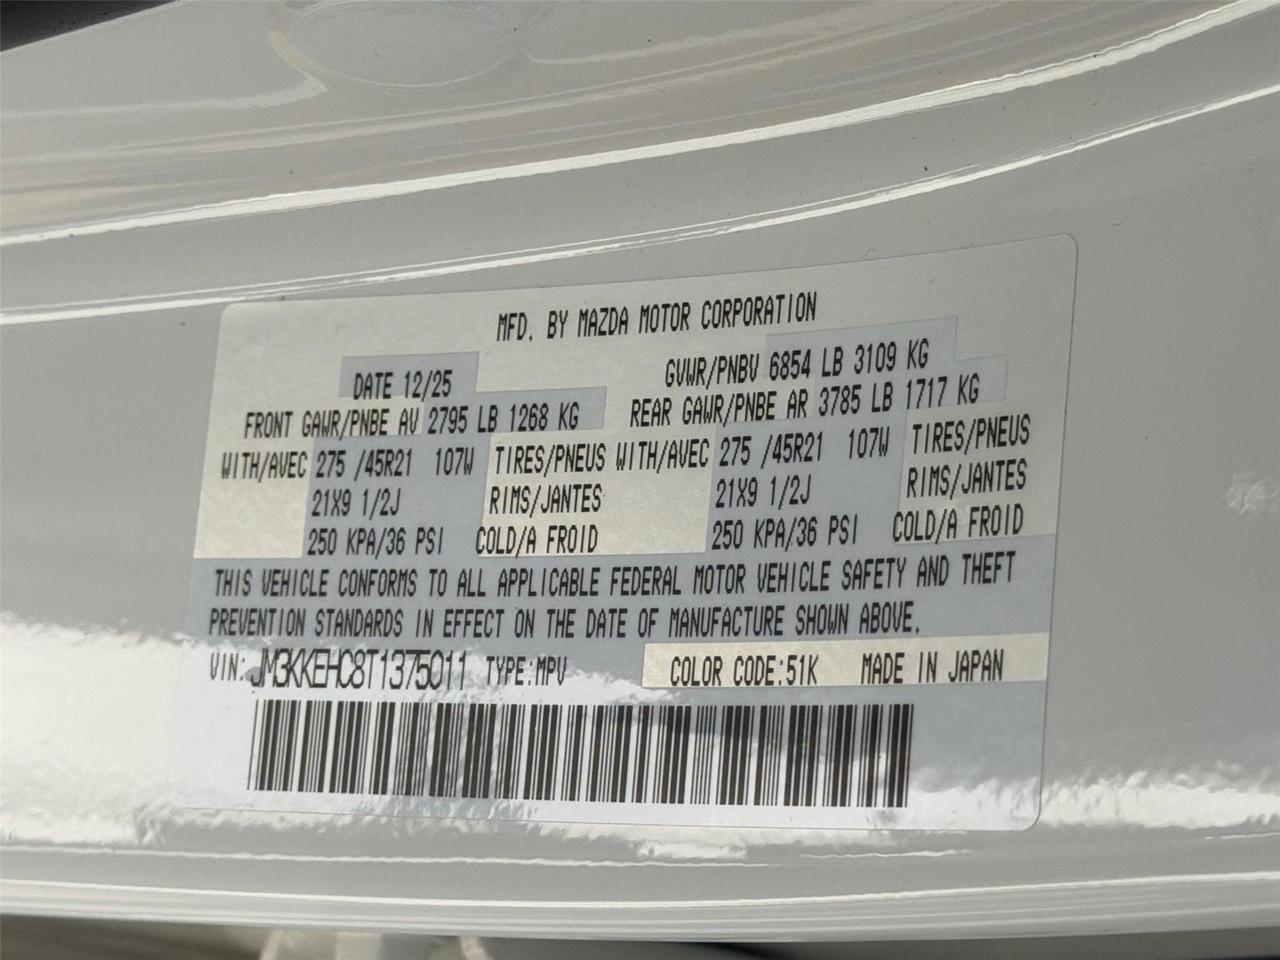 MFD. BY MAZDA MOTOR CORPORATION
DATE 12/25 GVWR/PNBV 6854 LB 3109 KG
FRONT GAWR/PNBE AV 2795 LB 1268 KG REAR GAWR/PNBE AR 3785 LB 1717 KG
WITH/AVEC 275 /45R21 107W TIRES/PNEUS WITH/AVEC 275 /45R21 107W TIRES/PNEUS
21X9 1/2J RIMS/JANTES 21X9 1/2J RIMS/JANTES
250 KPA/36 PSI COLD/A FROID 250 KPA/36 PSI COLD/A FROID
THIS VEHICLE CONFORMS TO ALL APPLICABLE FEDERAL MOTOR VEHICLE SAFETY AND THEFT
PREVENTION STANDARDS IN EFFECT ON THE DATE OF MANUFACTURE SHOWN ABOVE.
VIN: JM3KKEHC8T1375011 TYPE:MPV COLOR CODE:51K MADE IN JAPAN